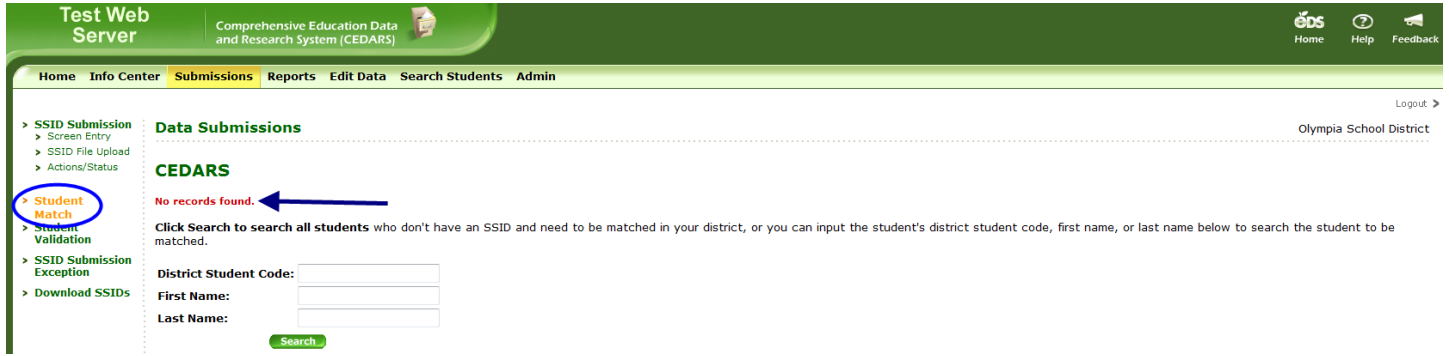 Test Web
Server
Comprehensive Education Data
and Research System (CEDARS)
ëDS
Home
?
Help
Feedback
Home Info Center Submissions Reports Edit Data Search Students Admin
Logout >
> SSID Submission
> Screen Entry
> SSID File Upload
> Actions/Status
> Student
Match
> Student
Validation
> SSID Submission
Exception
> Download SSIDs
Data Submissions
Olympia School District
CEDARS
No records found.
Click Search to search all students who don't have an SSID and need to be matched in your district, or you can input the student's district student code, first name, or last name below to search the student to be
matched.
District Student Code:
First Name:
Last Name:
Search